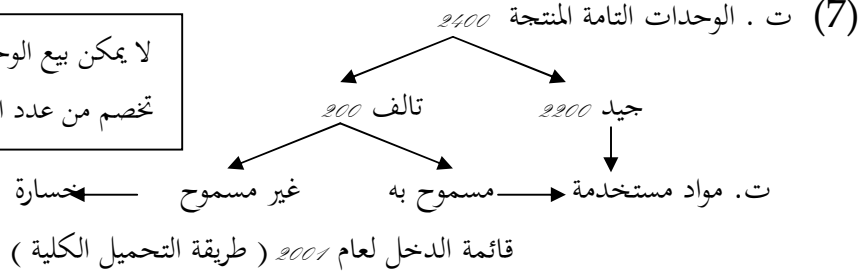 (7) ت . الوحدات التامة المنتجة 2400
لا يمكن بيع
تخصم من عدد
جيد 2200
تالف 200
ت. مواد مستخدمة
مسموح به
غير مسموح
خسارة
قائمة الدخل لعام 2001 ( طريقة التحميل الكلية )